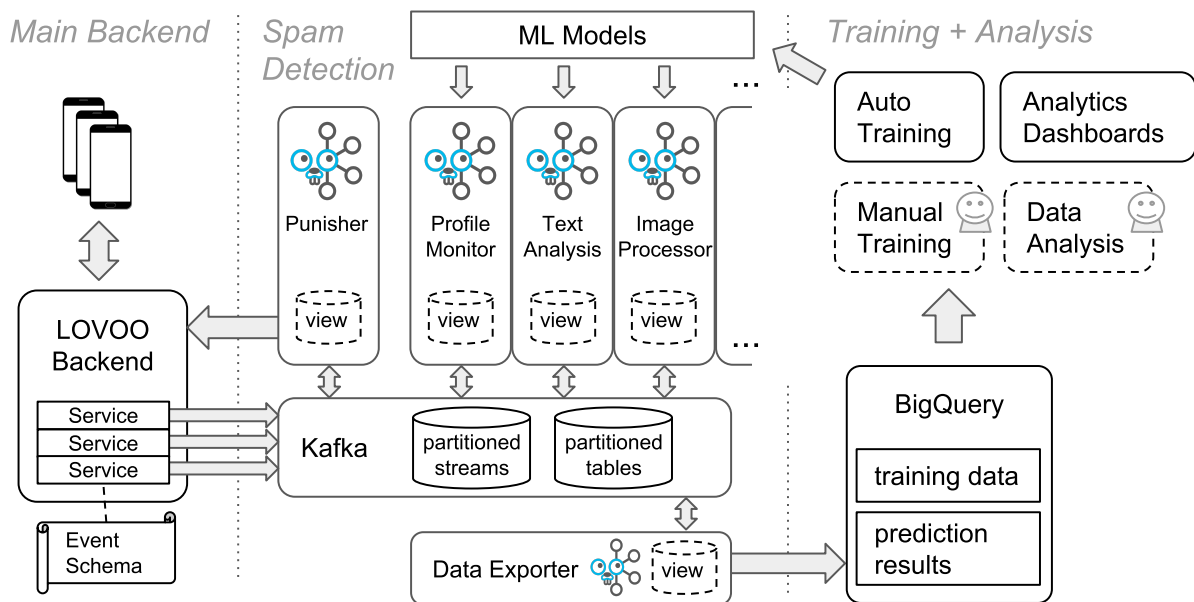 Main Backend
Spam
Detection
Training + Analysis
ML Models
...
Auto
Training
Analytics
Dashboards
Manual
Training
Data
Analysis
Punisher
view
Profile
Monitor
view
Text
Analysis
view
Image
Processor
view
...
LOVOO
Backend
Service
Service
Service
Event
Schema
Kafka
partitioned
streams
partitioned
tables
Data Exporter
view
BigQuery
training data
prediction
results